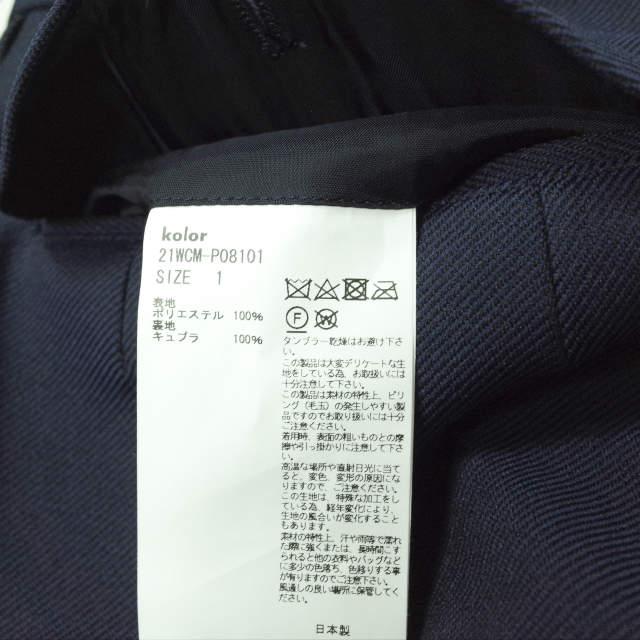 kolor
21WCM-P08101
SIZE 1
表地
ポリエステル 100%
裏地
キュプラ 100%
F W
タンブラー乾燥はお避け下さい。
この製品は大変デリケートな生
地をしている為、お取扱いには
十分注意して下さい。
この製品は素材の特性上、ピリ
ング(毛玉)の発生しやすい製
品ですのでお取扱いには十分
ご注意下さい。
着用時、表面の粗いものとの摩
擦や引っ掛かりに注意して下さ
い。
高温な場所や直射日光に当て
ると、変色、変形の原因にな
りますので、ご注意下さい。
この生地は、特殊な加工をし
ている為、経年変化により
生地の風合いが変化すること
もあります。
素材の特性上、汗や雨等で濡れ
た際に強くまたは、長時間こす
られると他の衣料やバッグなど
に多少の色落ち、色移りする事
が有りますのでご注意下さい。
風通しの良い場所に保管してく
ださい。
日本製